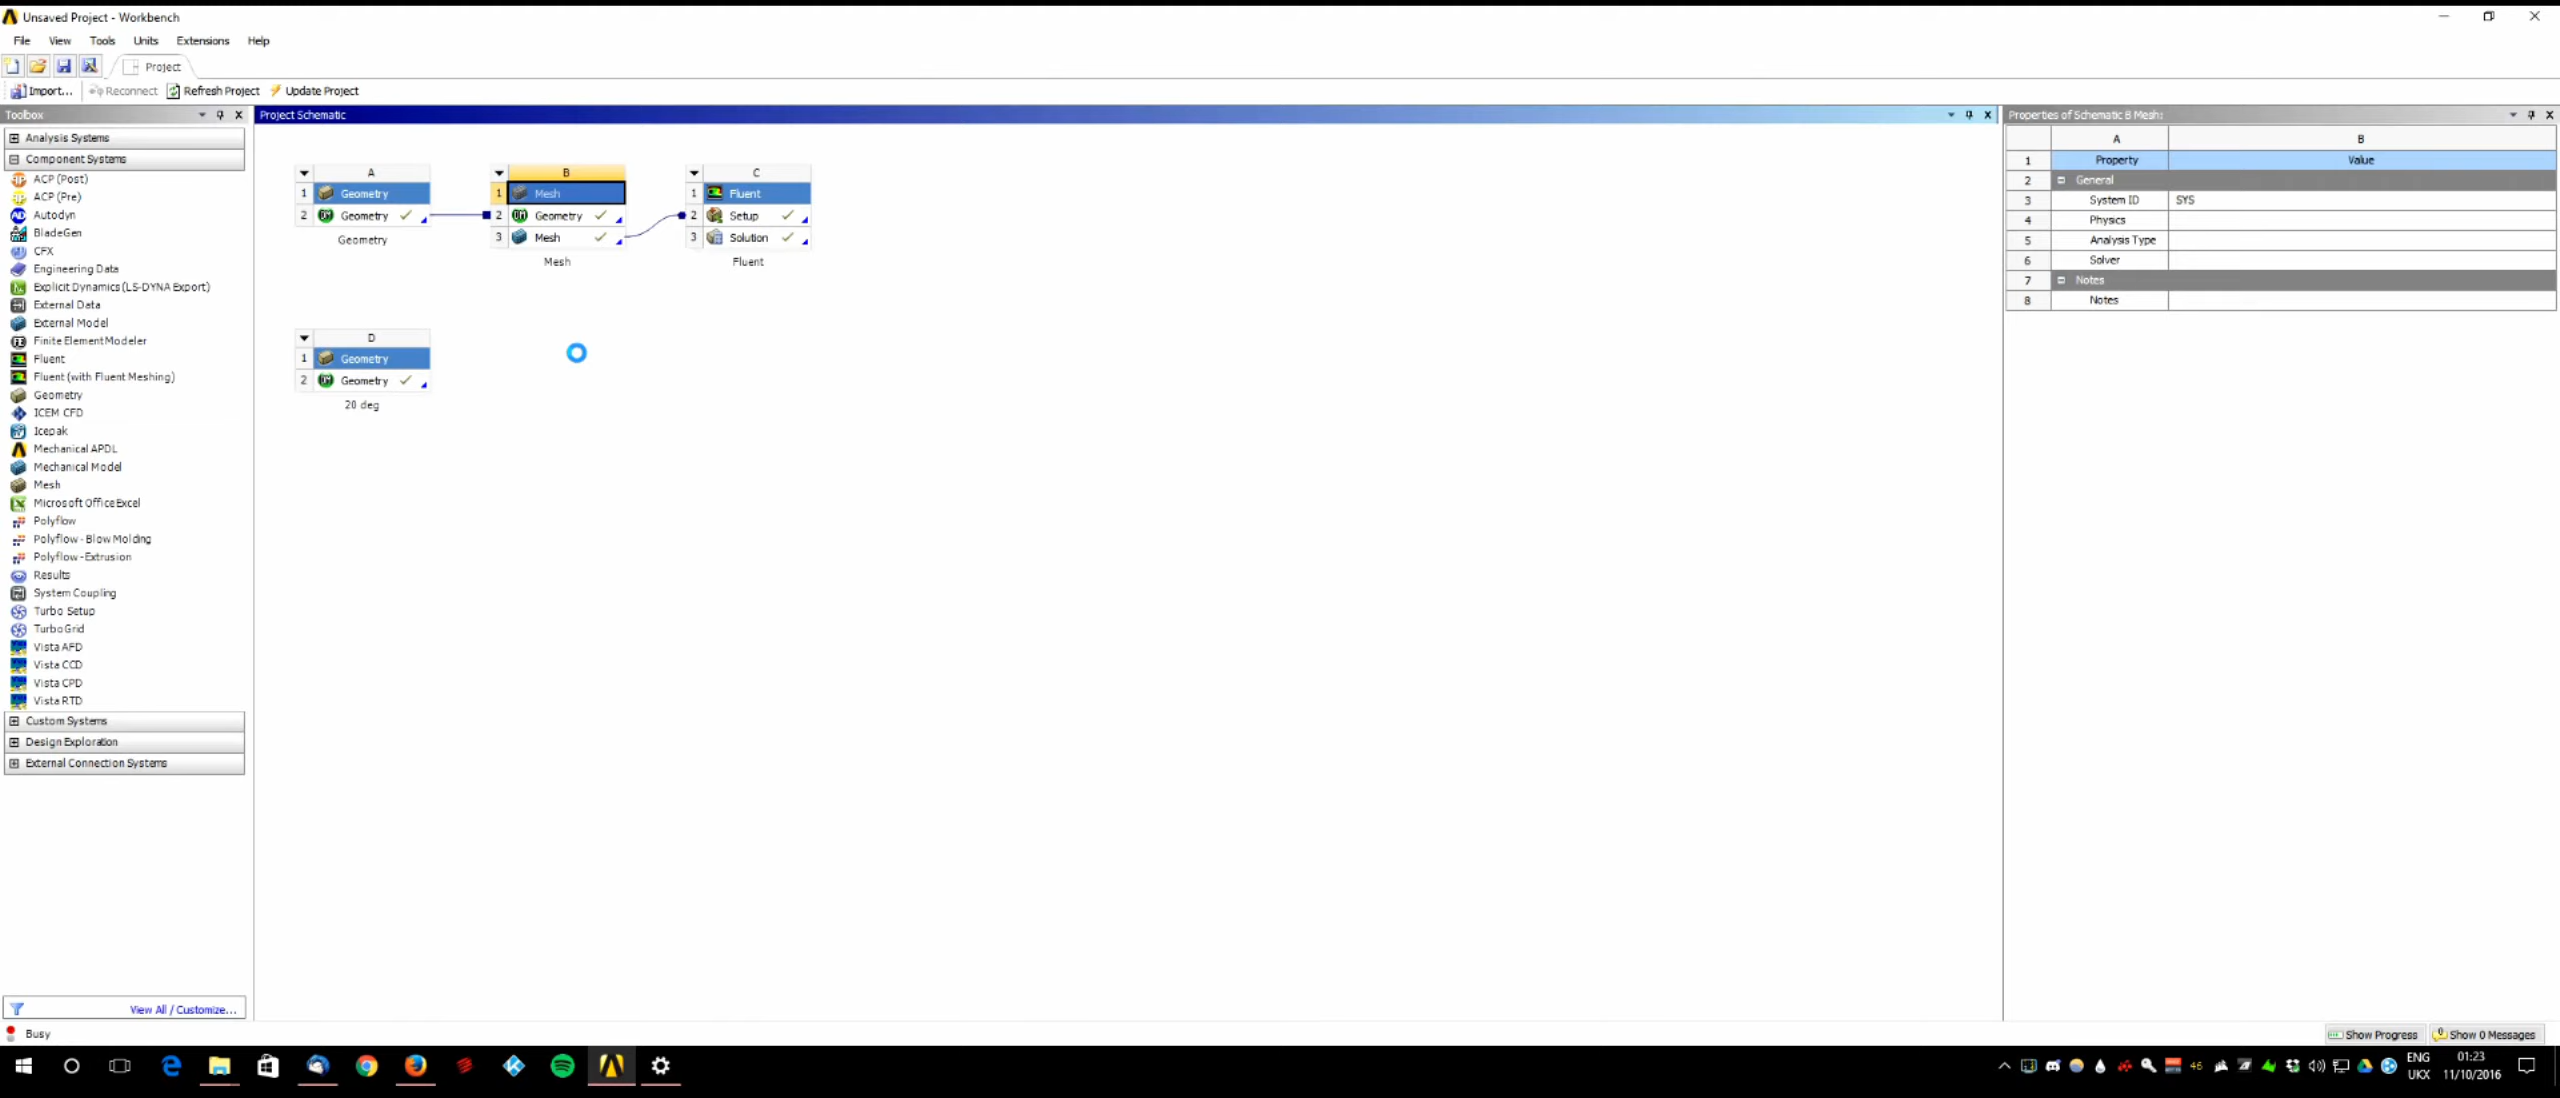 Unsaved Project - Workbench
File View Tools Units Extensions Help
Project
Import... Reconnect Refresh Project Update Project
Toolbox
Analysis Systems
Component Systems
ACP (Post)
ACP (Pre)
Autodyn
BladeGen
CFX
Engineering Data
Explicit Dynamics (LS-DYNA Export)
External Data
External Model
Finite Element Modeler
Fluent
Fluent (with Fluent Meshing)
Geometry
ICEM CFD
Icepak
Mechanical APDL
Mechanical Model
Mesh
Microsoft Office Excel
Polyflow
Polyflow - Blow Molding
Polyflow - Extrusion
Results
System Coupling
Turbo Setup
TurboGrid
Vista AFD
Vista CCD
Vista CPD
Vista RTD
Custom Systems
Design Exploration
External Connection Systems
View All / Customize...
Project Schematic
A
1 Geometry
2 Geometry
Geometry
B
1 Mesh
2 Geometry
3 Mesh
Mesh
C
1 Fluent
2 Setup
3 Solution
Fluent
D
1 Geometry
2 Geometry
20 deg
Properties of Schematic B Mesh:
A B
1 Property Value
2 General
3 System ID SYS
4 Physics
5 Analysis Type
6 Solver
7 Notes
8 Notes
Busy
Show Progress Show 0 Messages
46
ENG 01:23
UKX 11/10/2016